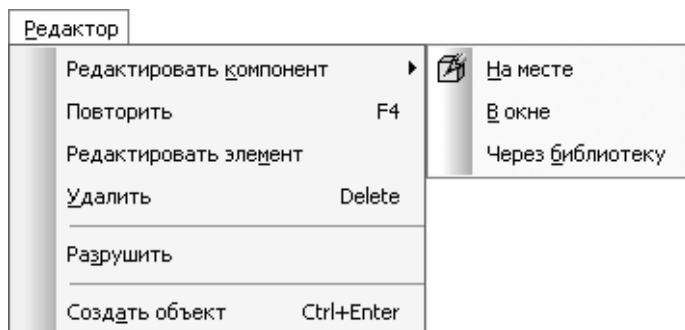 Редактор
Редактировать компонент
На месте
Повторить F4
В окне
Редактировать элемент
Через библиотеку
Удалить Delete
Разрушить
Создать объект Ctrl+Enter